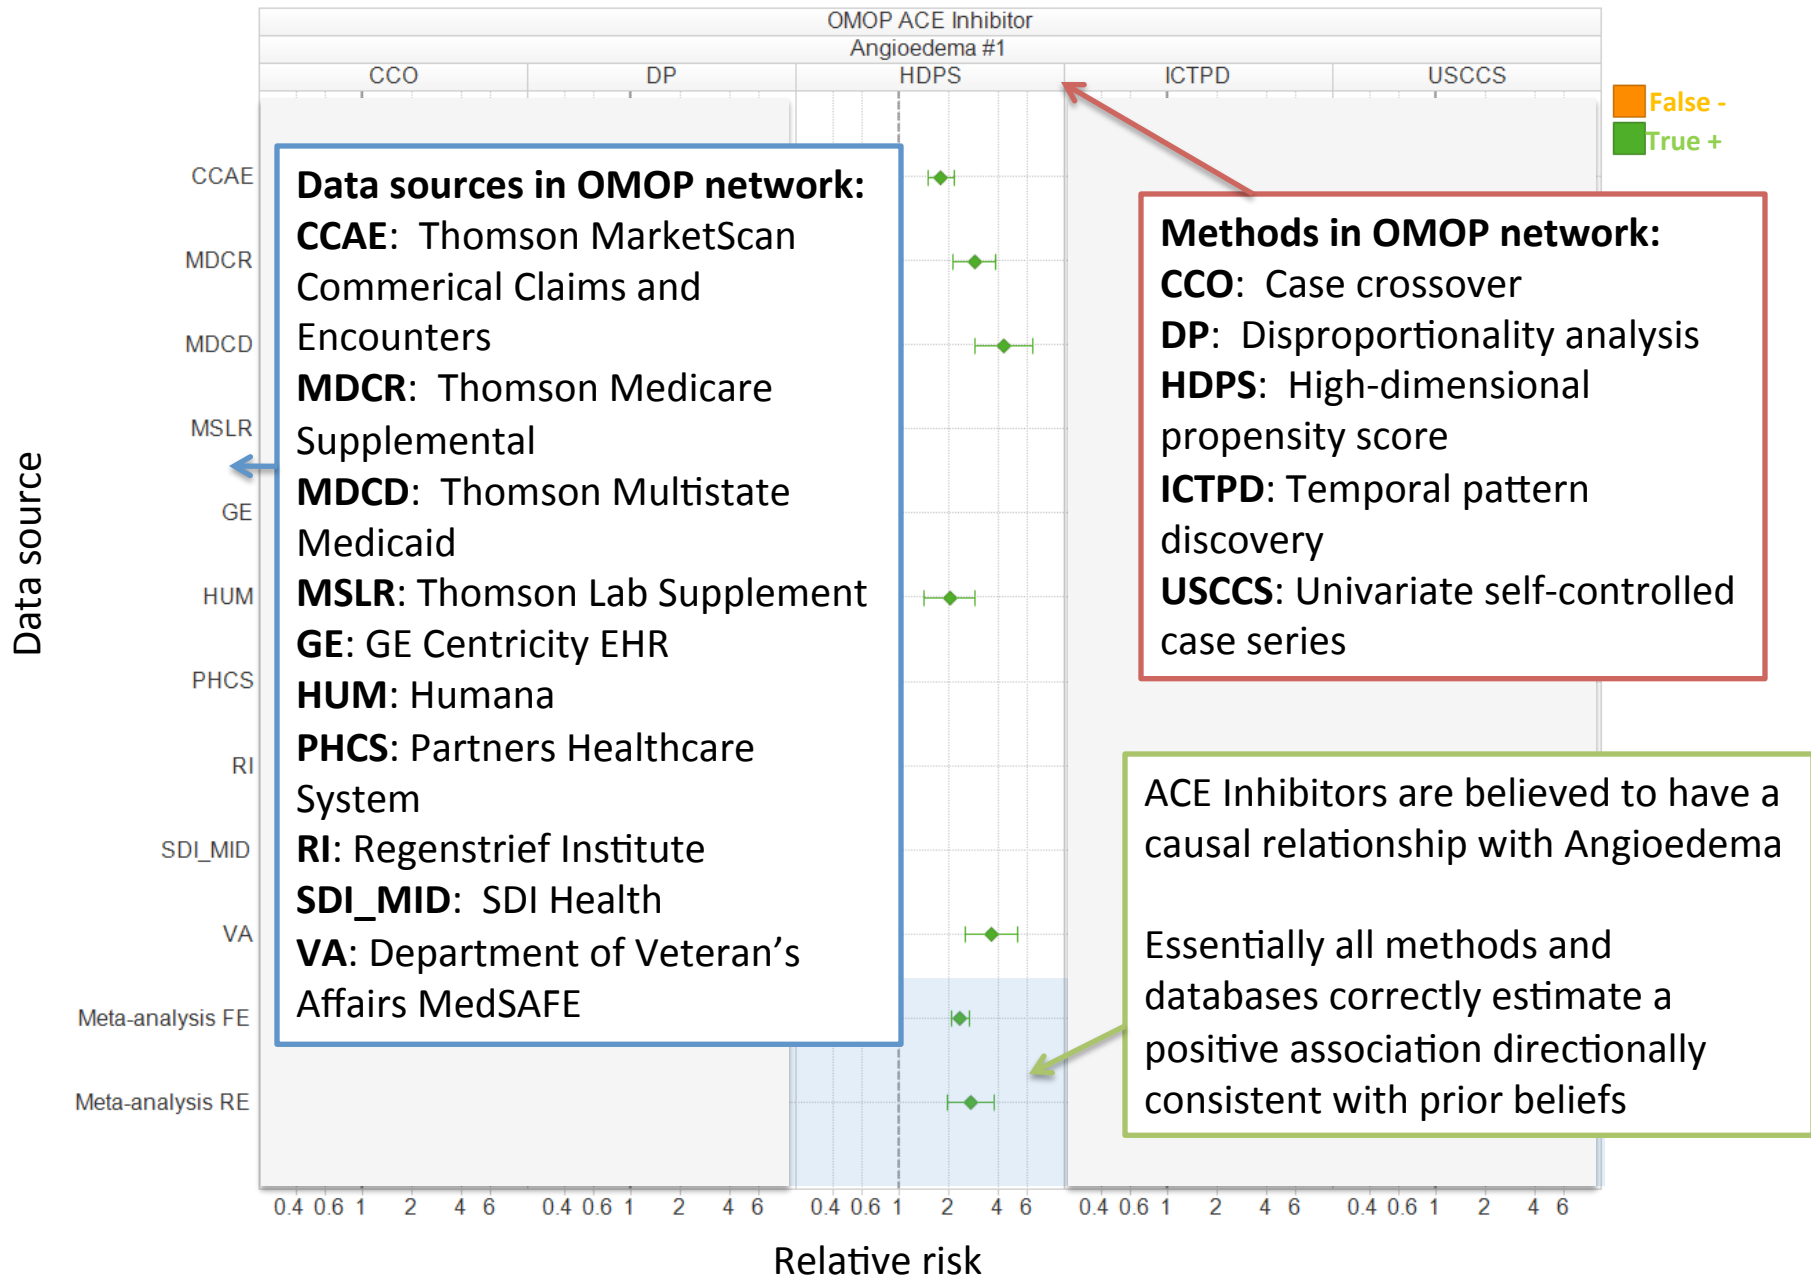 OMOP ACE Inhibitor
Angioedema #1
CCO DP HDPS ICTPD USCCS
False -
True +
Data source
CCAE
MDCR
MDCD
MSLR
GE
HUM
PHCS
RI
SDI_MID
VA
Meta-analysis FE
Meta-analysis RE
Data sources in OMOP network:
CCAE: Thomson MarketScan
Commerical Claims and
Encounters
MDCR: Thomson Medicare
Supplemental
MDCD: Thomson Multistate
Medicaid
MSLR: Thomson Lab Supplement
GE: GE Centricity EHR
HUM: Humana
PHCS: Partners Healthcare
System
RI: Regenstrief Institute
SDI_MID: SDI Health
VA: Department of Veteran’s
Affairs MedSAFE
Methods in OMOP network:
CCO: Case crossover
DP: Disproportionality analysis
HDPS: High-dimensional
propensity score
ICTPD: Temporal pattern
discovery
USCCS: Univariate self-controlled
case series
ACE Inhibitors are believed to have a
causal relationship with Angioedema
Essentially all methods and
databases correctly estimate a
positive association directionally
consistent with prior beliefs
0.4 0.6 1 2 4 6 0.4 0.6 1 2 4 6 0.4 0.6 1 2 4 6 0.4 0.6 1 2 4 6 0.4 0.6 1 2 4 6
Relative risk